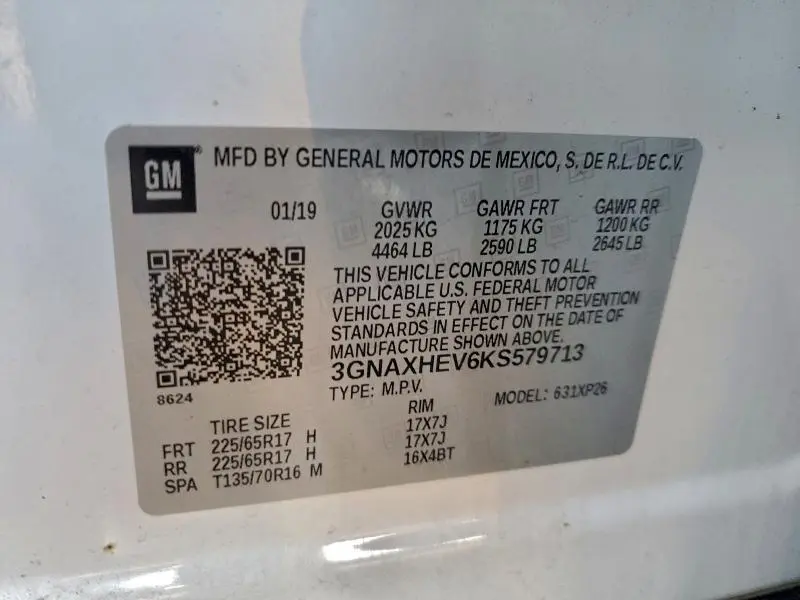 GM
® MFD BY GENERAL MOTORS DE MEXICO, S. DE R.L. DE C.V.
01/19 GVWR GAWR FRT GAWR RR
2025 KG 1175 KG 1200 KG
4464 LB 2590 LB 2645 LB
THIS VEHICLE CONFORMS TO ALL
APPLICABLE U.S. FEDERAL MOTOR
VEHICLE SAFETY AND THEFT PREVENTION
STANDARDS IN EFFECT ON THE DATE OF
MANUFACTURE SHOWN ABOVE.
3GNAXHEV6KS579713
8624
TYPE: M.P.V. MODEL: 631XP26
TIRE SIZE RIM
FRT 225/65R17 H 17X7J
RR 225/65R17 H 17X7J
SPA T135/70R16 M 16X4BT